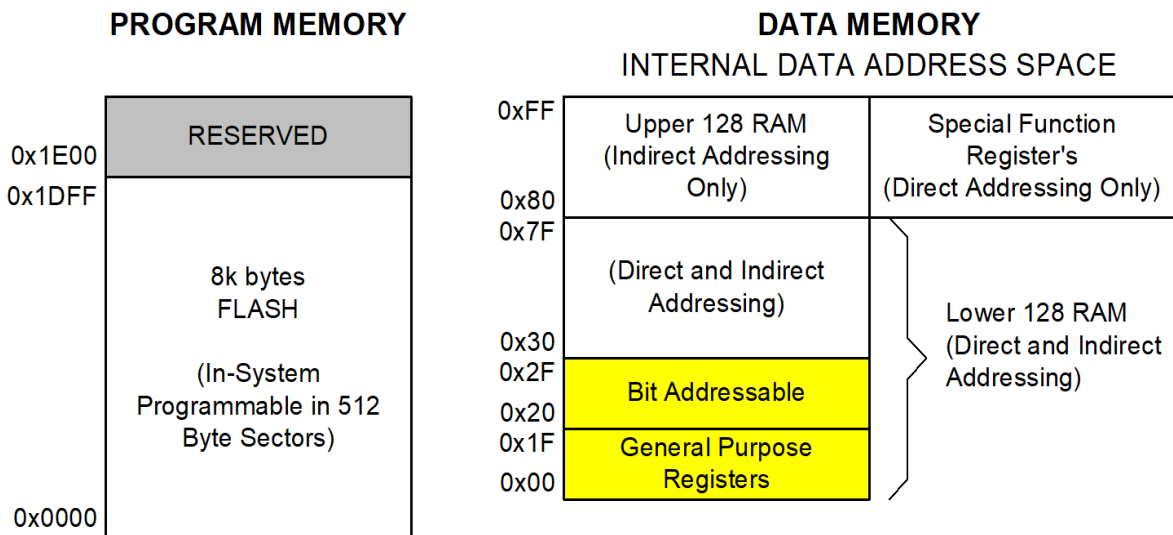 PROGRAM MEMORY
RESERVED
0x1E00
0x1DFF
8k bytes
FLASH
(In-System
Programmable in 512
Byte Sectors)
0x0000
DATA MEMORY
INTERNAL DATA ADDRESS SPACE
0xFF
Upper 128 RAM
(Indirect Addressing
Only)
0x80
Special Function
Register's
(Direct Addressing Only)
0x7F
(Direct and Indirect
Addressing)
0x30
0x2F
Bit Addressable
0x20
0x1F
General Purpose
Registers
0x00
Lower 128 RAM
(Direct and Indirect
Addressing)